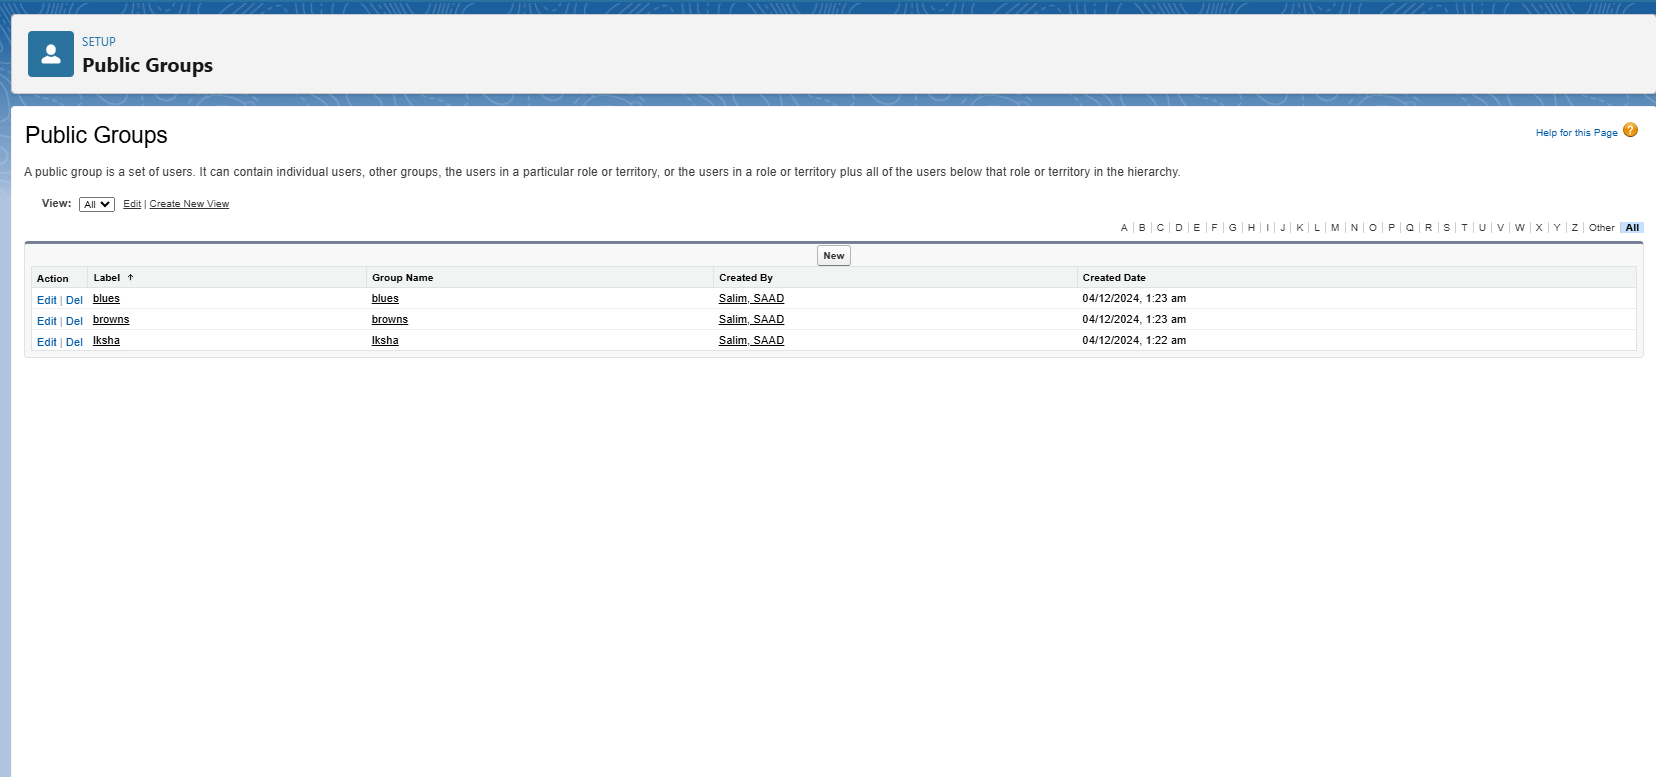 SETUP
Public Groups
Public Groups
Help for this Page ?
A public group is a set of users. It can contain individual users, other groups, the users in a particular role or territory, or the users in a role or territory plus all of the users below that role or territory in the hierarchy.
View: All Edit | Create New View
A | B | C | D | E | F | G | H | I | J | K | L | M | N | O | P | Q | R | S | T | U | V | W | X | Y | Z | Other | All
New
Action Label ↑ Group Name Created By Created Date
Edit | Del blues blues Salim, SAAD 04/12/2024, 1:23 am
Edit | Del browns browns Salim, SAAD 04/12/2024, 1:23 am
Edit | Del lksha lksha Salim, SAAD 04/12/2024, 1:22 am